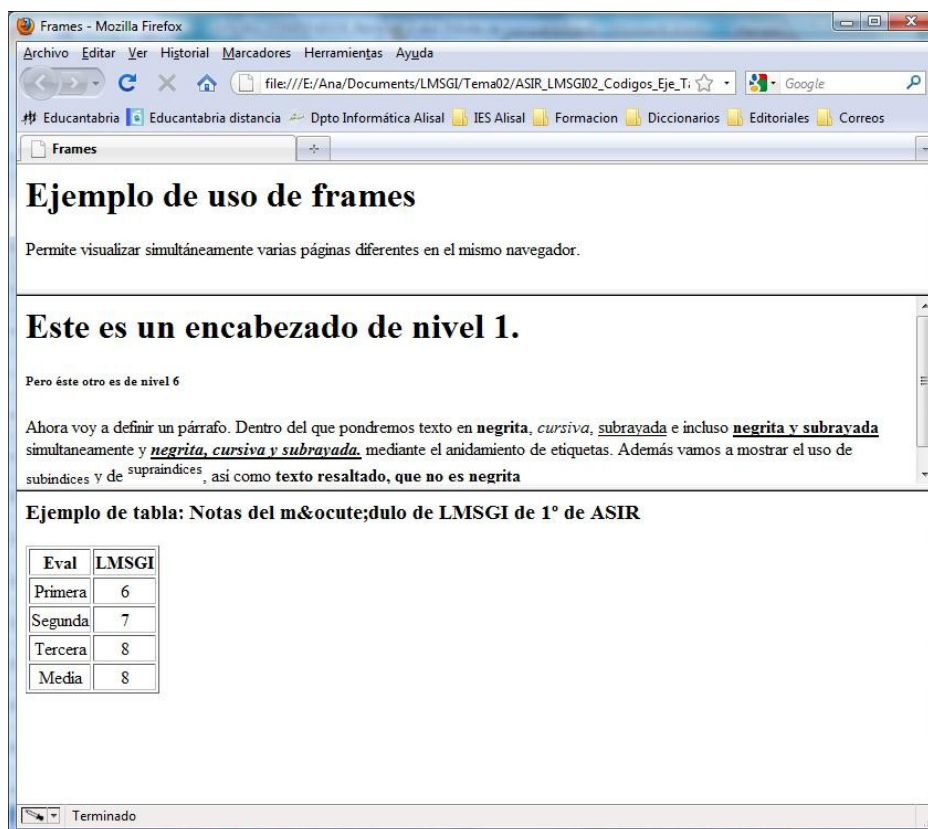 Frames - Mozilla Firefox
Archivo Editar Ver Historial Marcadores Herramientas Ayuda
file:///E:/Ana/Documents/LMSGI/Tema02/ASIR_LMSGI02_Codigos_Eje_T Google
Educantabria Educantabria distancia Dpto Informática Alisal IES Alisal Formacion Diccionarios Editoriales Correos
Frames
Ejemplo de uso de frames
Permite visualizar simultáneamente varias páginas diferentes en el mismo navegador.
Este es un encabezado de nivel 1.
Pero éste otro es de nivel 6
Ahora voy a definir un párrafo. Dentro del que pondremos texto en negrita, cursiva, subrayada e incluso negrita y subrayada
simultaneamente y negrita, cursiva y subrayada. mediante el anidamiento de etiquetas. Además vamos a mostrar el uso de
subindices y de supraindices, así como texto resaltado, que no es negrita
Ejemplo de tabla: Notas del m&ocute;dulo de LMSGI de 1º de ASIR
Eval LMSGI
Primera 6
Segunda 7
Tercera 8
Media 8
Terminado